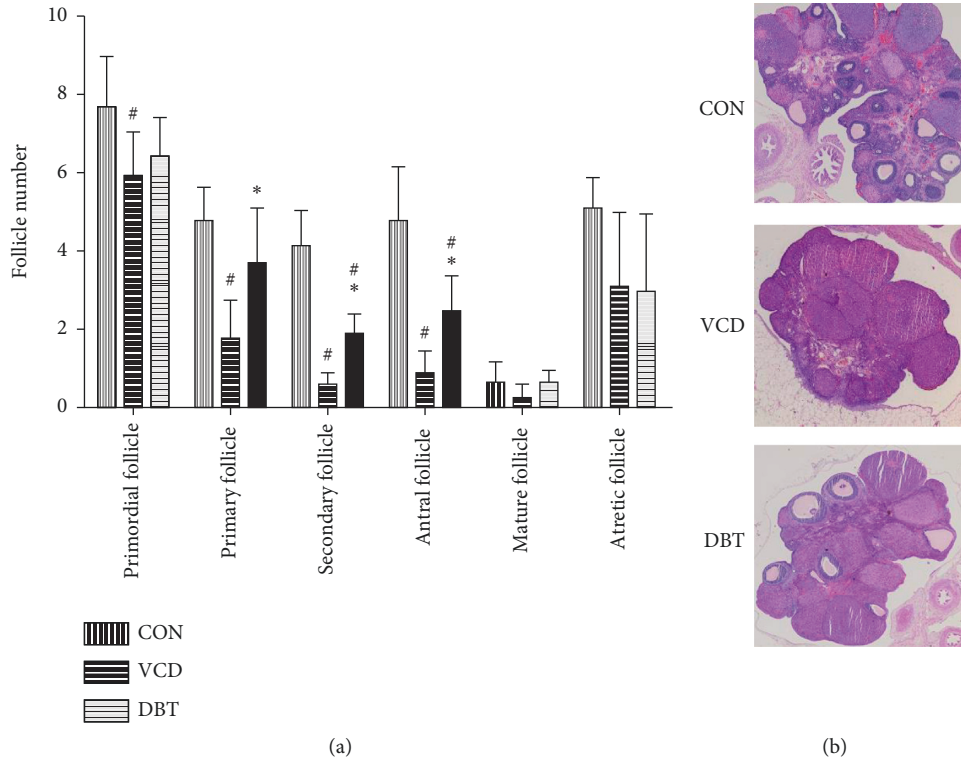 Follicle number
10
8
6
4
2
0
#
#
*
#
#
*
#
#
*
Primordial follicle
Primary follicle
Secondary follicle
Antral follicle
Mature follicle
Atretic follicle
CON
VCD
DBT
(a)
CON
VCD
DBT
(b)